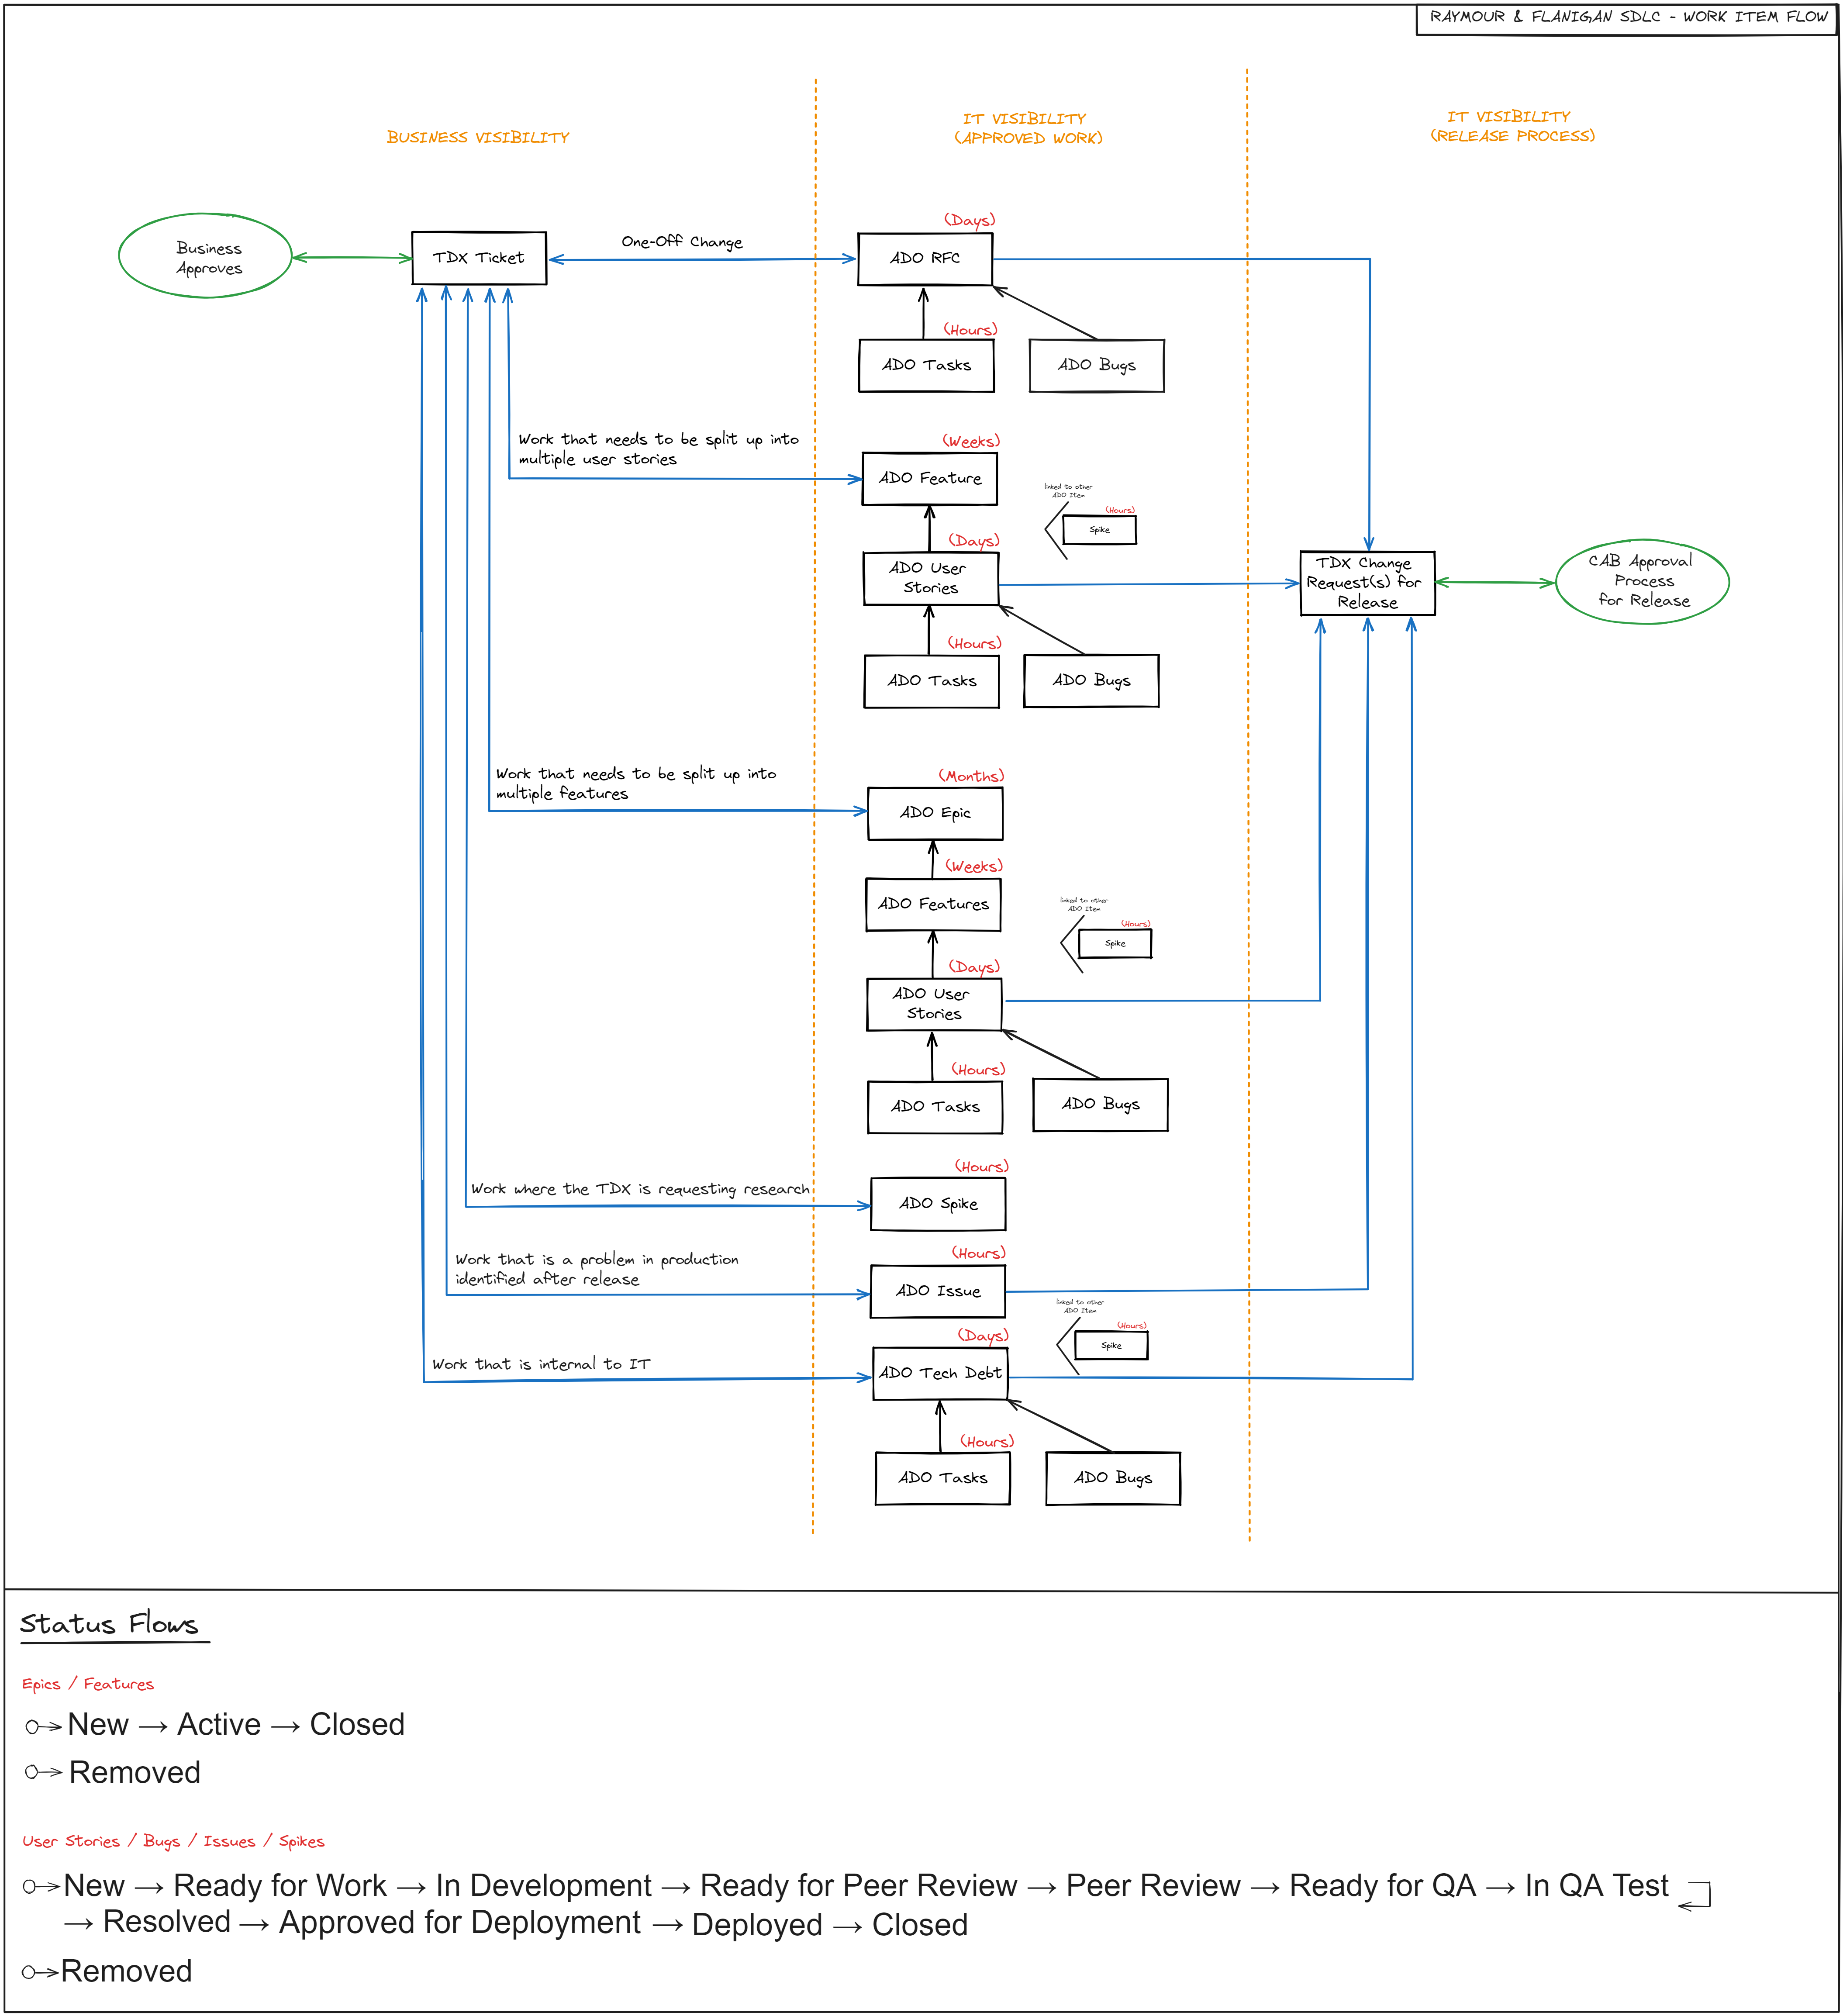 RAYMOUR & FLANIGAN SDLC - WORK ITEM FLOW
BUSINESS VISIBILITY
IT VISIBILITY
(APPROVED WORK)
IT VISIBILITY
(RELEASE PROCESS)
Business
Approves
TDX Ticket
One-Off Change
(Days)
ADO RFC
(Hours)
ADO Tasks
ADO Bugs
Work that needs to be split up into
multiple user stories
(Weeks)
ADO Feature
linked to other
ADO Item
(Hours)
Spike
(Days)
ADO User
Stories
(Hours)
ADO Tasks
ADO Bugs
TDX Change
Request(s) for
Release
CAB Approval
Process
for Release
Work that needs to be split up into
multiple features
(Months)
ADO Epic
(Weeks)
ADO Features
linked to other
ADO Item
(Hours)
Spike
(Days)
ADO User
Stories
(Hours)
ADO Tasks
ADO Bugs
Work where the TDX is requesting research
(Hours)
ADO Spike
Work that is a problem in production
identified after release
(Hours)
ADO Issue
linked to other
ADO Item
(Hours)
Spike
Work that is internal to IT
(Days)
ADO Tech Debt
(Hours)
ADO Tasks
ADO Bugs
Status Flows
Epics / Features
New → Active → Closed
Removed
User Stories / Bugs / Issues / Spikes
New → Ready for Work → In Development → Ready for Peer Review → Peer Review → Ready for QA → In QA Test
→ Resolved → Approved for Deployment → Deployed → Closed
Removed